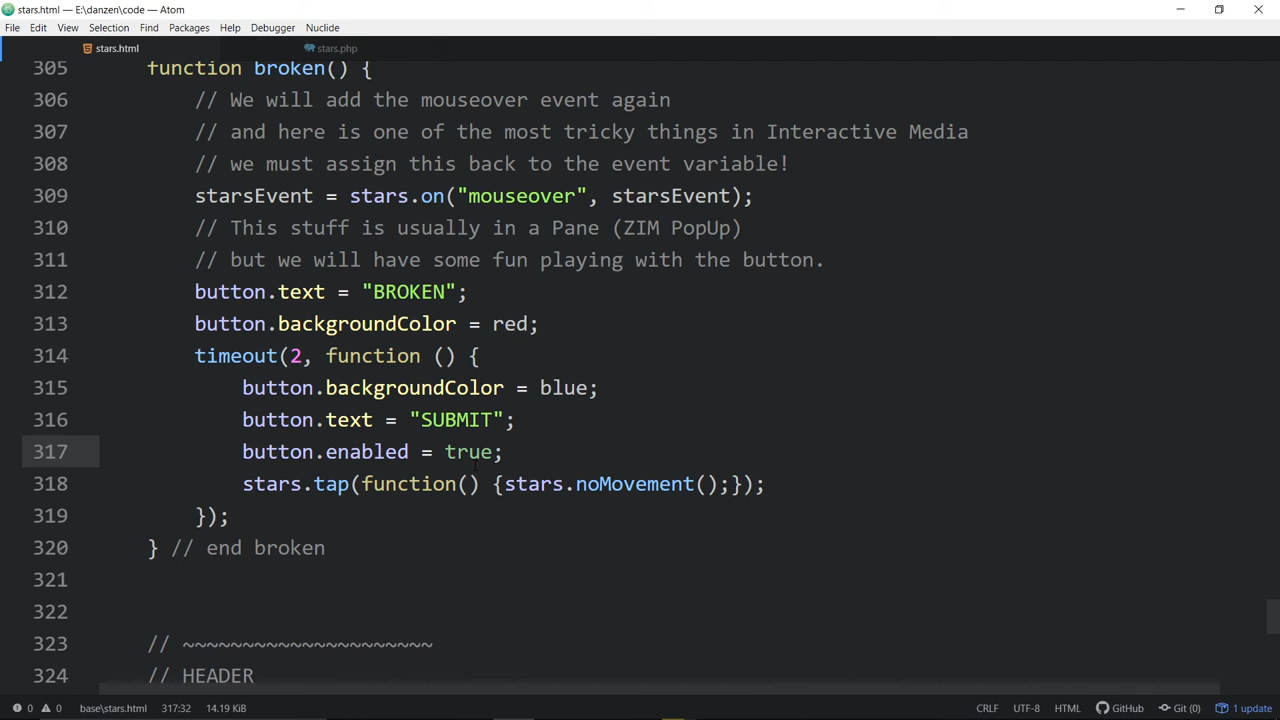 stars.html — E:\danzen\code — Atom
File Edit View Selection Find Packages Help Debugger Nuclide
stars.html stars.php
305 function broken() {
306 // We will add the mouseover event again
307 // and here is one of the most tricky things in Interactive Media
308 // we must assign this back to the event variable!
309 starsEvent = stars.on("mouseover", starsEvent);
310 // This stuff is usually in a Pane (ZIM PopUp)
311 // but we will have some fun playing with the button.
312 button.text = "BROKEN";
313 button.backgroundColor = red;
314 timeout(2, function () {
315 button.backgroundColor = blue;
316 button.text = "SUBMIT";
317 button.enabled = true;
318 stars.tap(function() {stars.noMovement();});
319 });
320 } // end broken
321
322
323 // ~~~~~~~~~~~~~~~~~~~~~
324 // HEADER
0 0 base\stars.html 317:32 14.19 KiB CRLF UTF-8 HTML GitHub Git (0) 1 update